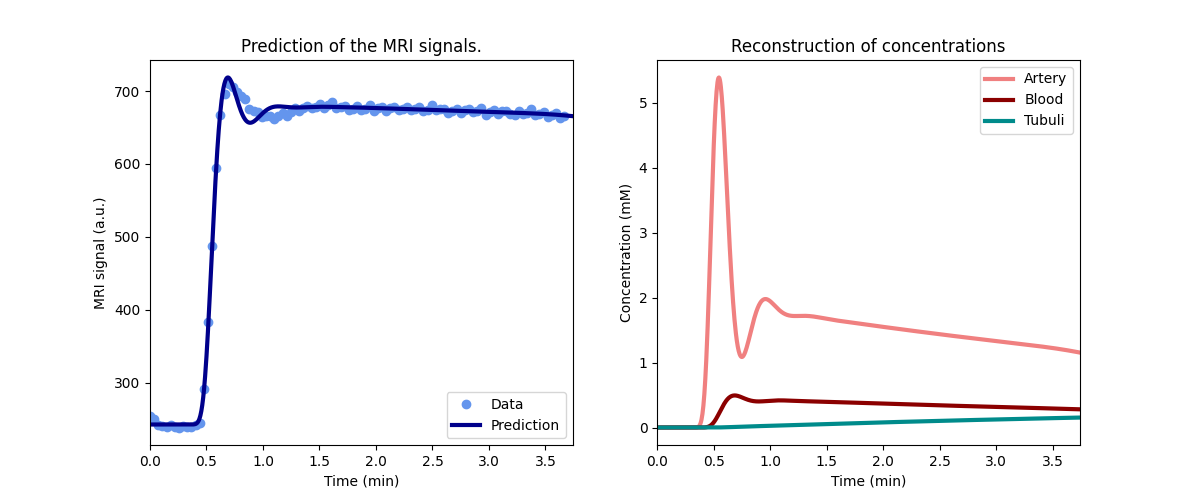 Prediction of the MRI signals.
MRI signal (a.u.)
700
600
500
400
300
0.0 0.5 1.0 1.5 2.0 2.5 3.0 3.5
Time (min)
Data
Prediction
Reconstruction of concentrations
Concentration (mM)
5
4
3
2
1
0
0.0 0.5 1.0 1.5 2.0 2.5 3.0 3.5
Time (min)
Artery
Blood
Tubuli